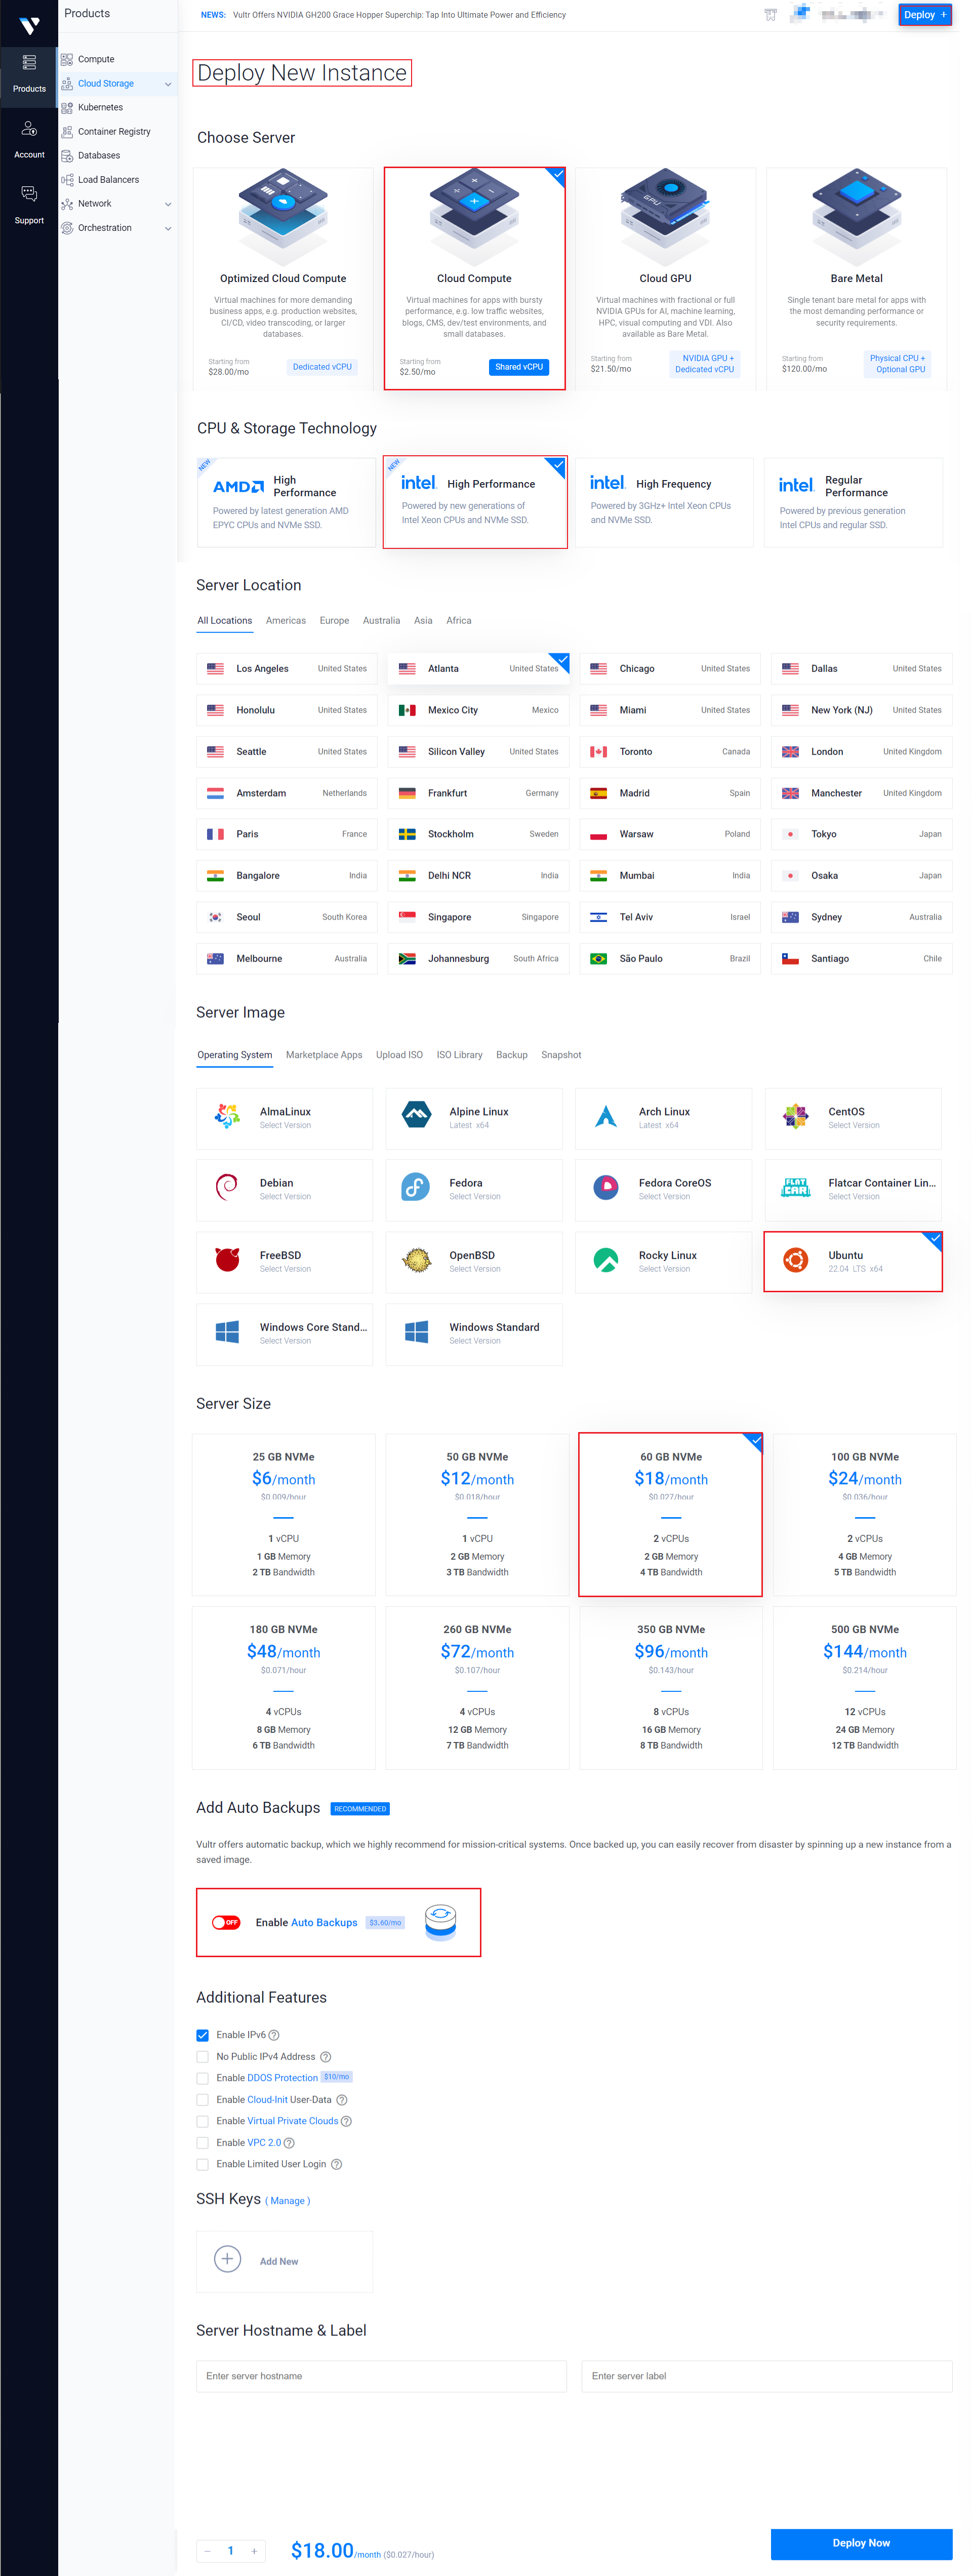 Products
NEWS: Vultr Offers NVIDIA GH200 Grace Hopper Superchip: Tap Into Ultimate Power and Efficiency
Deploy +
Products
Account
Support
Compute
Cloud Storage
Kubernetes
Container Registry
Databases
Load Balancers
Network
Orchestration
Deploy New Instance
Choose Server
Optimized Cloud Compute
Virtual machines for more demanding
business apps, e.g. production websites,
CI/CD, video transcoding, or larger
databases.
Starting from
$28.00/mo
Dedicated vCPU
Cloud Compute
Virtual machines for apps with bursty
performance, e.g. low traffic websites,
blogs, CMS, dev/test environments, and
small databases.
Starting from
$2.50/mo
Shared vCPU
GPU
Cloud GPU
Virtual machines with fractional or full
NVIDIA GPUs for AI, machine learning,
HPC, visual computing and VDI. Also
available as Bare Metal.
Starting from
$21.50/mo
NVIDIA GPU +
Dedicated vCPU
Bare Metal
Single tenant bare metal for apps with
the most demanding performance or
security requirements.
Starting from
$120.00/mo
Physical CPU +
Optional GPU
CPU & Storage Technology
NEW
AMD
High
Performance
Powered by latest generation AMD
EPYC CPUs and NVMe SSD.
NEW
intel.
High Performance
Powered by new generations of
Intel Xeon CPUs and NVMe SSD.
intel.
High Frequency
Powered by 3GHz+ Intel Xeon CPUs
and NVMe SSD.
intel.
Regular
Performance
Powered by previous generation
Intel CPUs and regular SSD.
Server Location
All Locations Americas Europe Australia Asia Africa
Los Angeles United States
Atlanta United States
Chicago United States
Dallas United States
Honolulu United States
Mexico City Mexico
Miami United States
New York (NJ) United States
Seattle United States
Silicon Valley United States
Toronto Canada
London United Kingdom
Amsterdam Netherlands
Frankfurt Germany
Madrid Spain
Manchester United Kingdom
Paris France
Stockholm Sweden
Warsaw Poland
Tokyo Japan
Bangalore India
Delhi NCR India
Mumbai India
Osaka Japan
Seoul South Korea
Singapore Singapore
Tel Aviv Israel
Sydney Australia
Melbourne Australia
Johannesburg South Africa
São Paulo Brazil
Santiago Chile
Server Image
Operating System Marketplace Apps Upload ISO ISO Library Backup Snapshot
AlmaLinux
Select Version
Alpine Linux
Latest x64
Arch Linux
Latest x64
CentOS
Select Version
Debian
Select Version
Fedora
Select Version
Fedora CoreOS
Select Version
FLAT
CAR
Flatcar Container Lin...
Select Version
FreeBSD
Select Version
OpenBSD
Select Version
Rocky Linux
Select Version
Ubuntu
22.04 LTS x64
Windows Core Stand...
Select Version
Windows Standard
Select Version
Server Size
25 GB NVMe
$6/month
$0.009/hour
1 vCPU
1 GB Memory
2 TB Bandwidth
50 GB NVMe
$12/month
$0.018/hour
1 vCPU
2 GB Memory
3 TB Bandwidth
60 GB NVMe
$18/month
$0.027/hour
2 vCPUs
2 GB Memory
4 TB Bandwidth
100 GB NVMe
$24/month
$0.036/hour
2 vCPUs
4 GB Memory
5 TB Bandwidth
180 GB NVMe
$48/month
$0.071/hour
4 vCPUs
8 GB Memory
6 TB Bandwidth
260 GB NVMe
$72/month
$0.107/hour
4 vCPUs
12 GB Memory
7 TB Bandwidth
350 GB NVMe
$96/month
$0.143/hour
8 vCPUs
16 GB Memory
8 TB Bandwidth
500 GB NVMe
$144/month
$0.214/hour
12 vCPUs
24 GB Memory
12 TB Bandwidth
Add Auto Backups RECOMMENDED
Vultr offers automatic backup, which we highly recommend for mission-critical systems. Once backed up, you can easily recover from disaster by spinning up a new instance from a
saved image.
OFF Enable Auto Backups $3.60/mo
Additional Features
Enable IPv6 ?
No Public IPv4 Address ?
Enable DDOS Protection $10/mo
Enable Cloud-Init User-Data ?
Enable Virtual Private Clouds ?
Enable VPC 2.0 ?
Enable Limited User Login ?
SSH Keys ( Manage )
Add New
Server Hostname & Label
Enter server hostname
Enter server label
− 1 +
$18.00/month ($0.027/hour)
Deploy Now